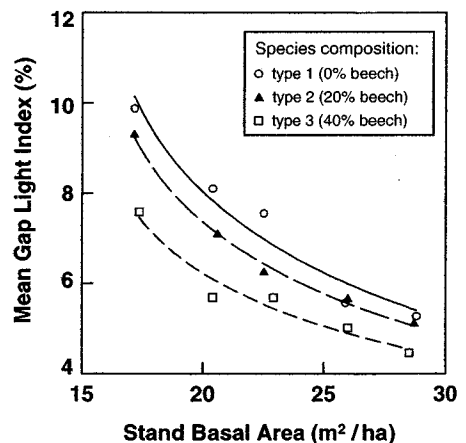 12
10
8
6
4
Mean Gap Light Index (%)
Species composition:
type 1 (0% beech)
type 2 (20% beech)
type 3 (40% beech)
15 20 25 30
Stand Basal Area (m²/ha)